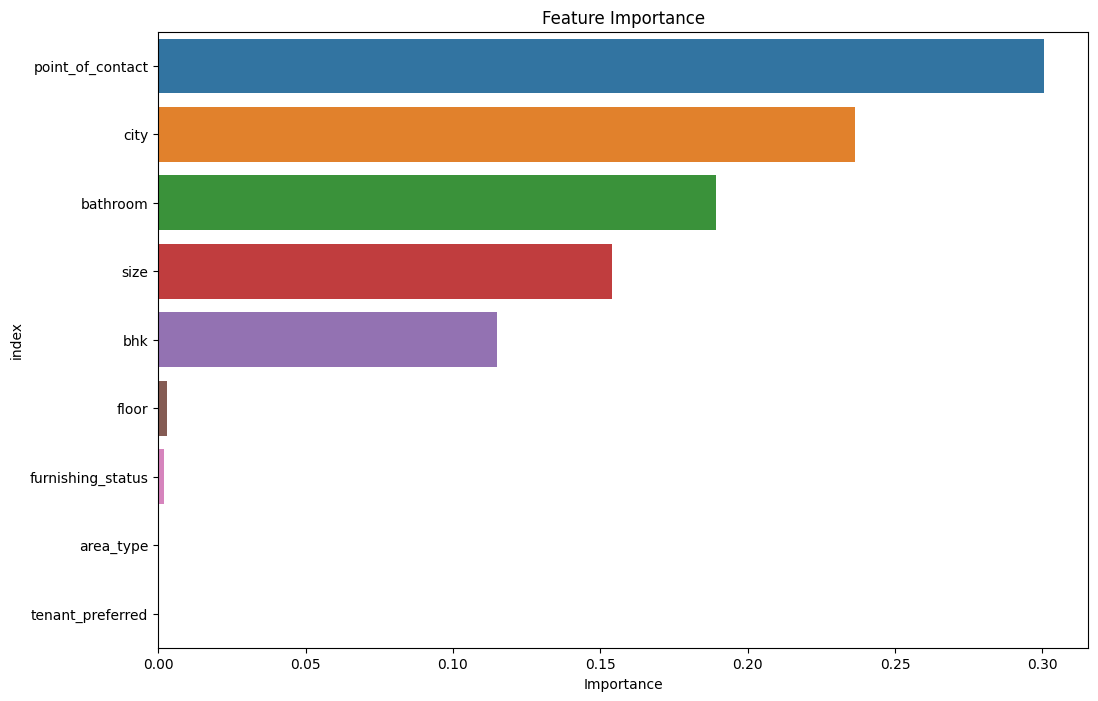 Feature Importance
point_of_contact
city
bathroom
size
bhk
floor
furnishing_status
area_type
tenant_preferred
index
0.00 0.05 0.10 0.15 0.20 0.25 0.30
Importance